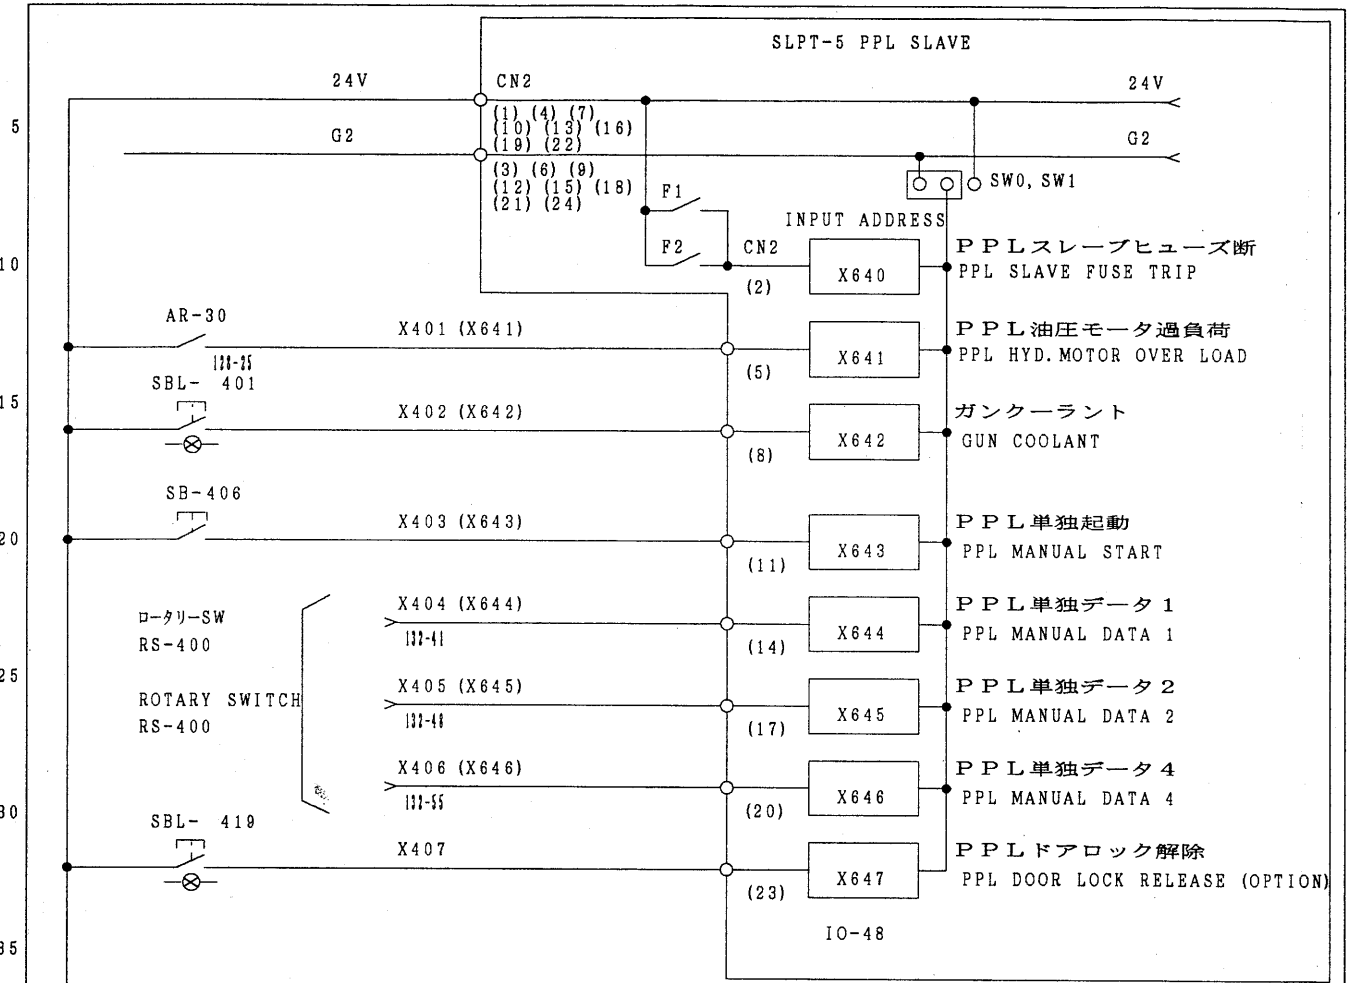 SLPT-5 PPL SLAVE
24V
CN2
24V
5
(1) (4) (7)
(10) (13) (16)
(19) (22)
G2
G2
(3) (6) (9)
(12) (15) (18)
(21) (24)
SW0, SW1
F1
INPUT ADDRESS
F2
CN2
PPLスレーブヒューズ断
10
X640
PPL SLAVE FUSE TRIP
(2)
AR-30
X401 (X641)
PPL油圧モータ過負荷
128-25
X641
PPL HYD. MOTOR OVER LOAD
(5)
SBL- 401
15
X402 (X642)
ガンクーラント
X642
GUN COOLANT
(8)
SB-406
X403 (X643)
PPL単独起動
20
X643
PPL MANUAL START
(11)
X404 (X644)
PPL単独データ1
ロータリーSW
132-41
X644
PPL MANUAL DATA 1
RS-400
(14)
25
X405 (X645)
PPL単独データ2
ROTARY SWITCH
132-48
X645
PPL MANUAL DATA 2
RS-400
(17)
X406 (X646)
PPL単独データ4
132-55
X646
PPL MANUAL DATA 4
30
(20)
SBL- 419
X407
PPLドアロック解除
X647
PPL DOOR LOCK RELEASE (OPTION)
(23)
IO-48
35